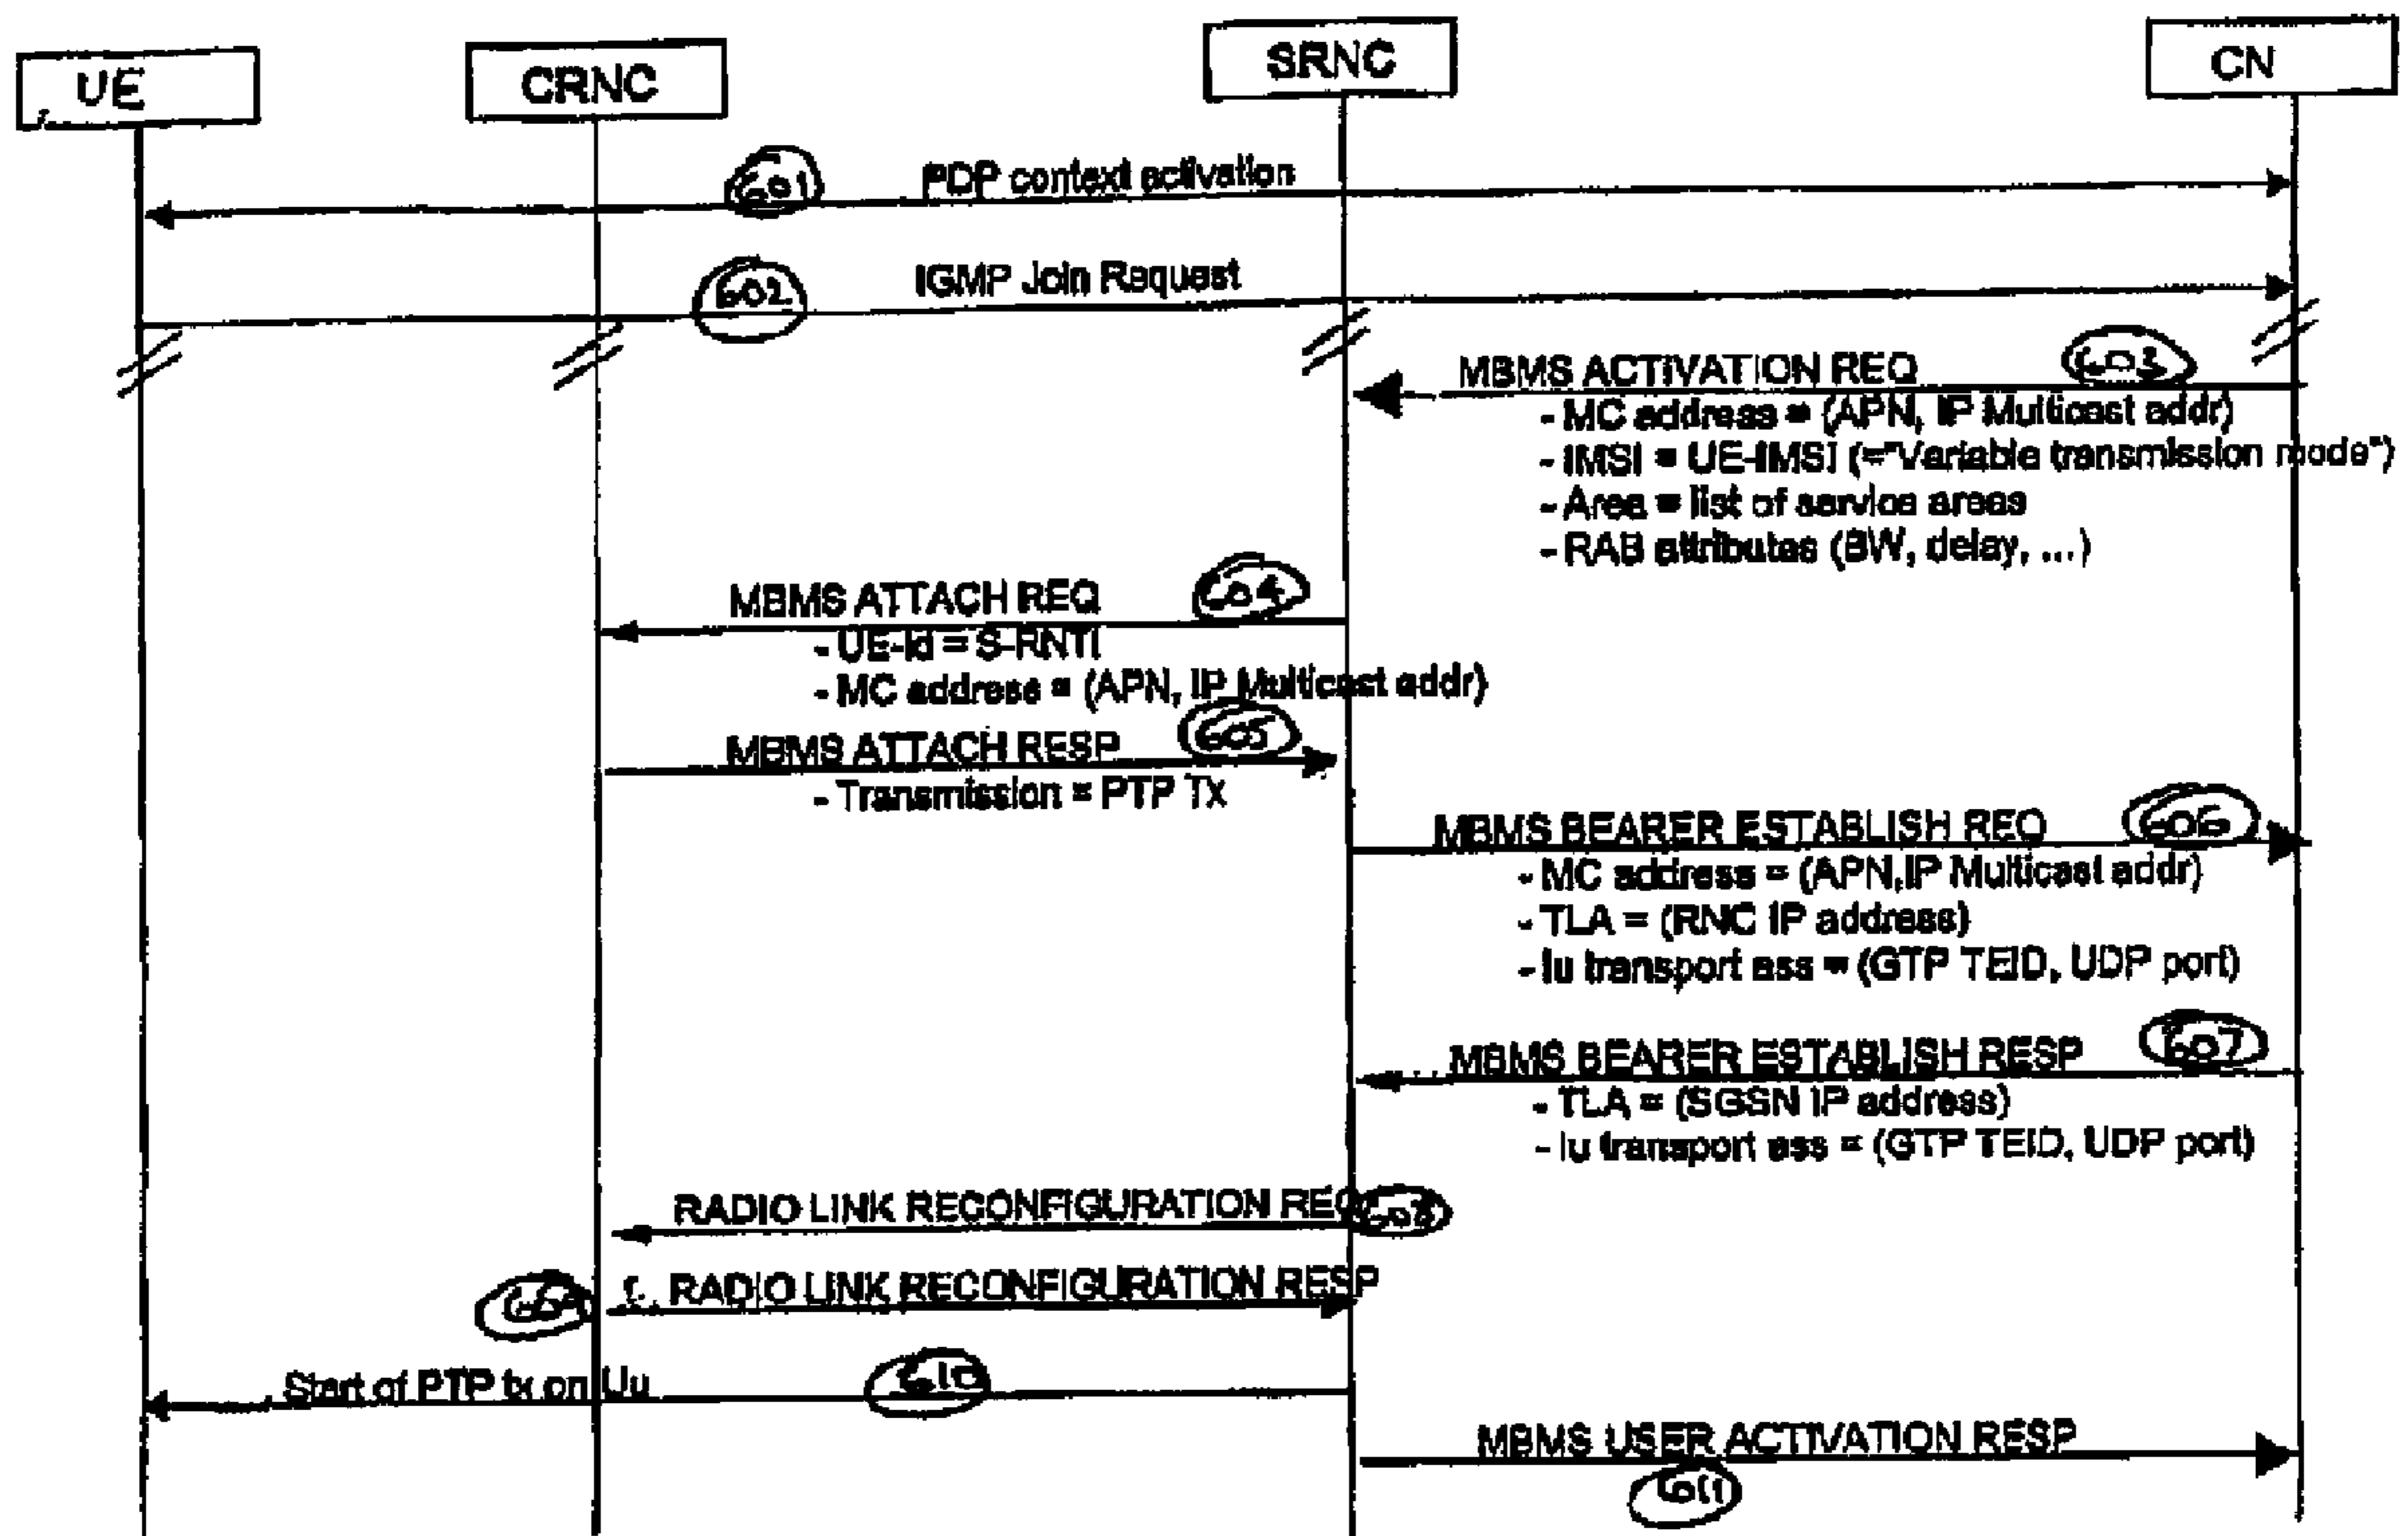 UE
CRNC
SRNC
CN
601
PDP context activation
602
IGMP Join Request
MBMS ACTIVATION REQ
603
- MC address = (APN, IP Multicast addr)
- IMSI = UE-IMSI (="Variable transmission mode")
- Area = list of service areas
- RAB attributes (BW, delay, ...)
MBMS ATTACH REQ
604
- UE-Id = S-RNTI
- MC address = (APN, IP Multicast addr)
MBMS ATTACH RESP
605
- Transmission = PTP Tx
MBMS BEARER ESTABLISH REQ
606
- MC address = (APN,IP Multicast addr)
- TLA = (RNC IP address)
- Iu transport ass = (GTP TEID, UDP port)
MBMS BEARER ESTABLISH RESP
607
- TLA = (SGSN IP address)
- Iu transport ass = (GTP TEID, UDP port)
RADIO LINK RECONFIGURATION REQ
608
609
RADIO LINK RECONFIGURATION RESP
Start of PTP tx on Uu
610
MBMS USER ACTIVATION RESP
611